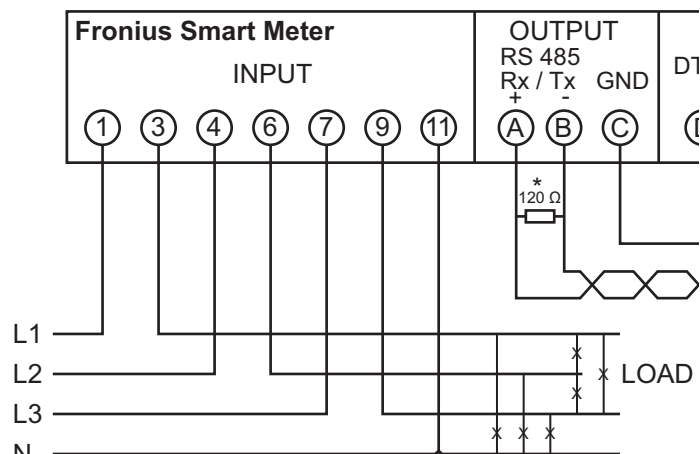 Fronius Smart Meter
INPUT
1 3 4 6 7 9 11
OUTPUT
RS 485
Rx / Tx GND
+ -
A B C
*
120 Ω
L1
L2
L3
N
LOAD
x x x x x x